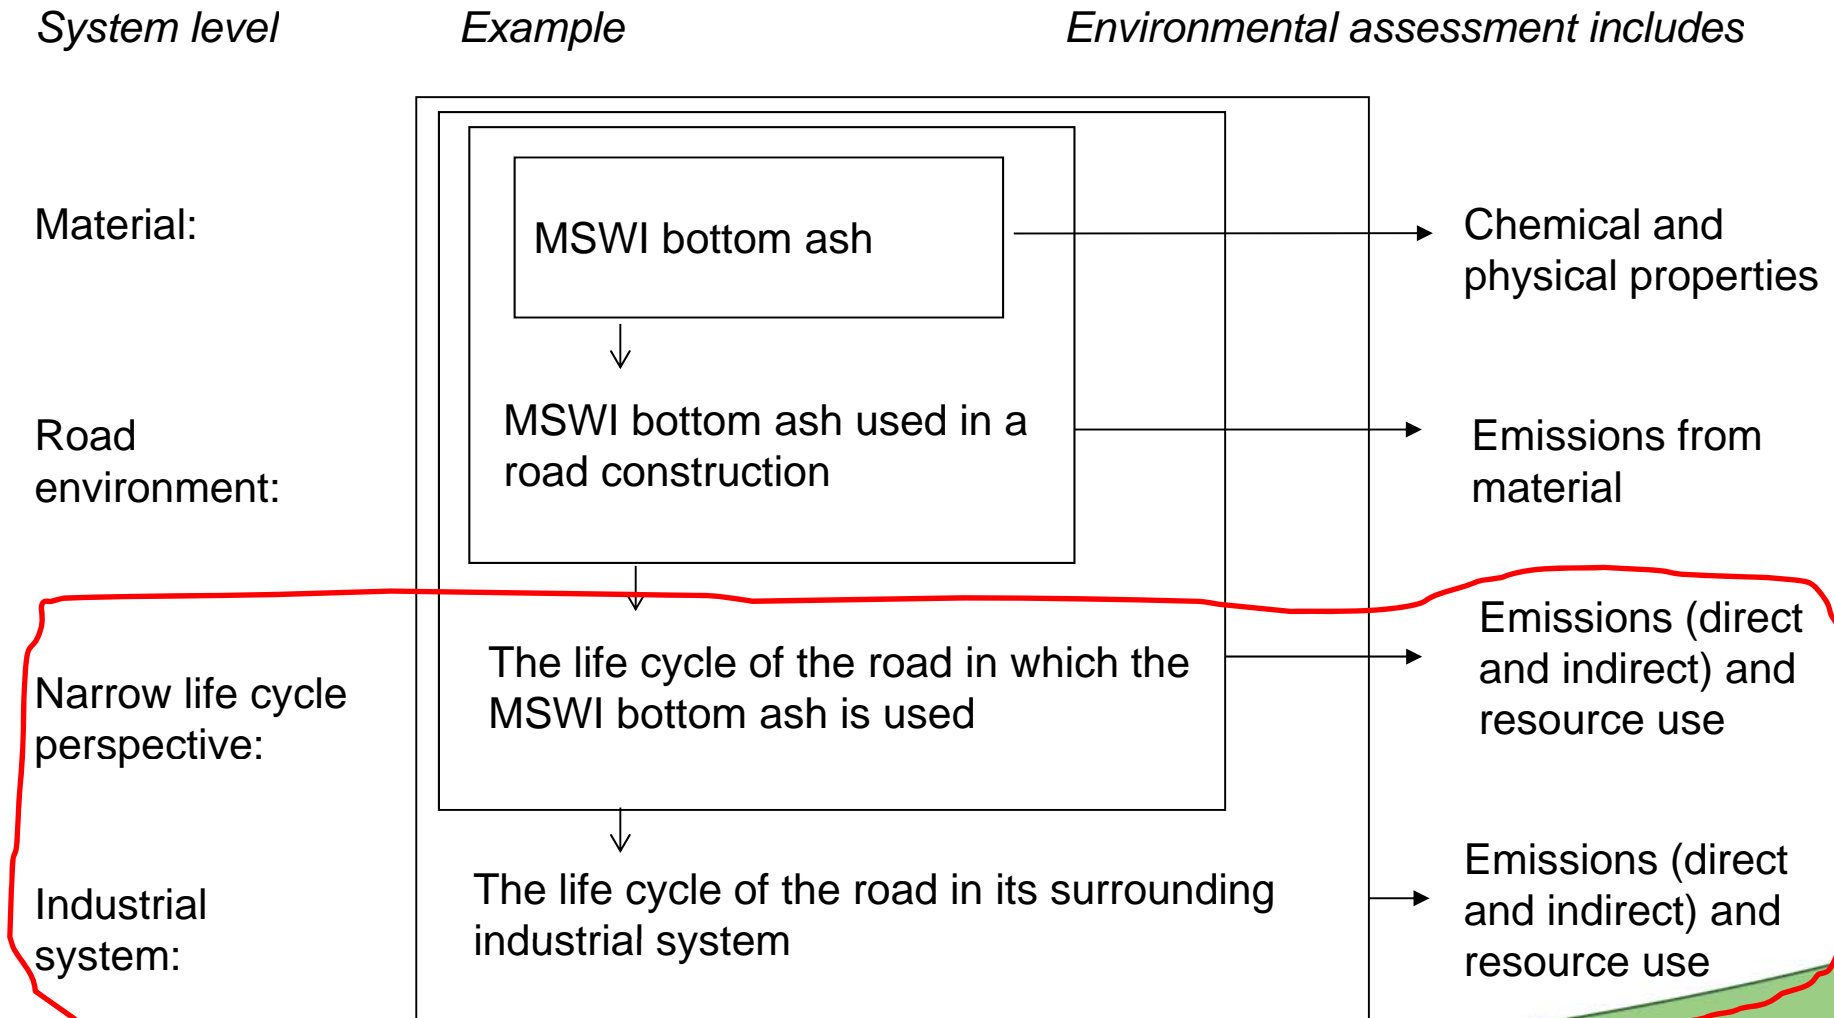 System level Example Environmental assessment includes
Material:
MSWI bottom ash
Chemical and
physical properties
Road
environment:
MSWI bottom ash used in a
road construction
Emissions from
material
Narrow life cycle
perspective:
The life cycle of the road in which the
MSWI bottom ash is used
Emissions (direct
and indirect) and
resource use
Industrial
system:
The life cycle of the road in its surrounding
industrial system
Emissions (direct
and indirect) and
resource use